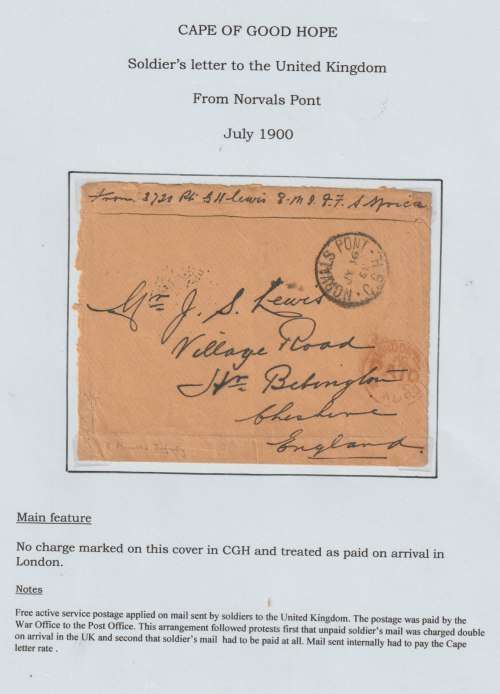 CAPE OF GOOD HOPE
Soldier's letter to the United Kingdom
From Norvals Pont
July 1900
From 3720 Pt G H Lewis 8. M I. F. F. S Africa
NORVALS PONT C.G.H.
Mr J. S. Lewis
Village Road
Hr. Bebington
Cheshire
England.
Main feature
No charge marked on this cover in CGH and treated as paid on arrival in
London.
Notes
Free active service postage applied on mail sent by soldiers to the United Kingdom. The postage was paid by the
War Office to the Post Office. This arrangement followed protests first that unpaid soldier's mail was charged double
on arrival in the UK and second that soldier's mail had to be paid at all. Mail sent internally had to pay the Cape
letter rate .